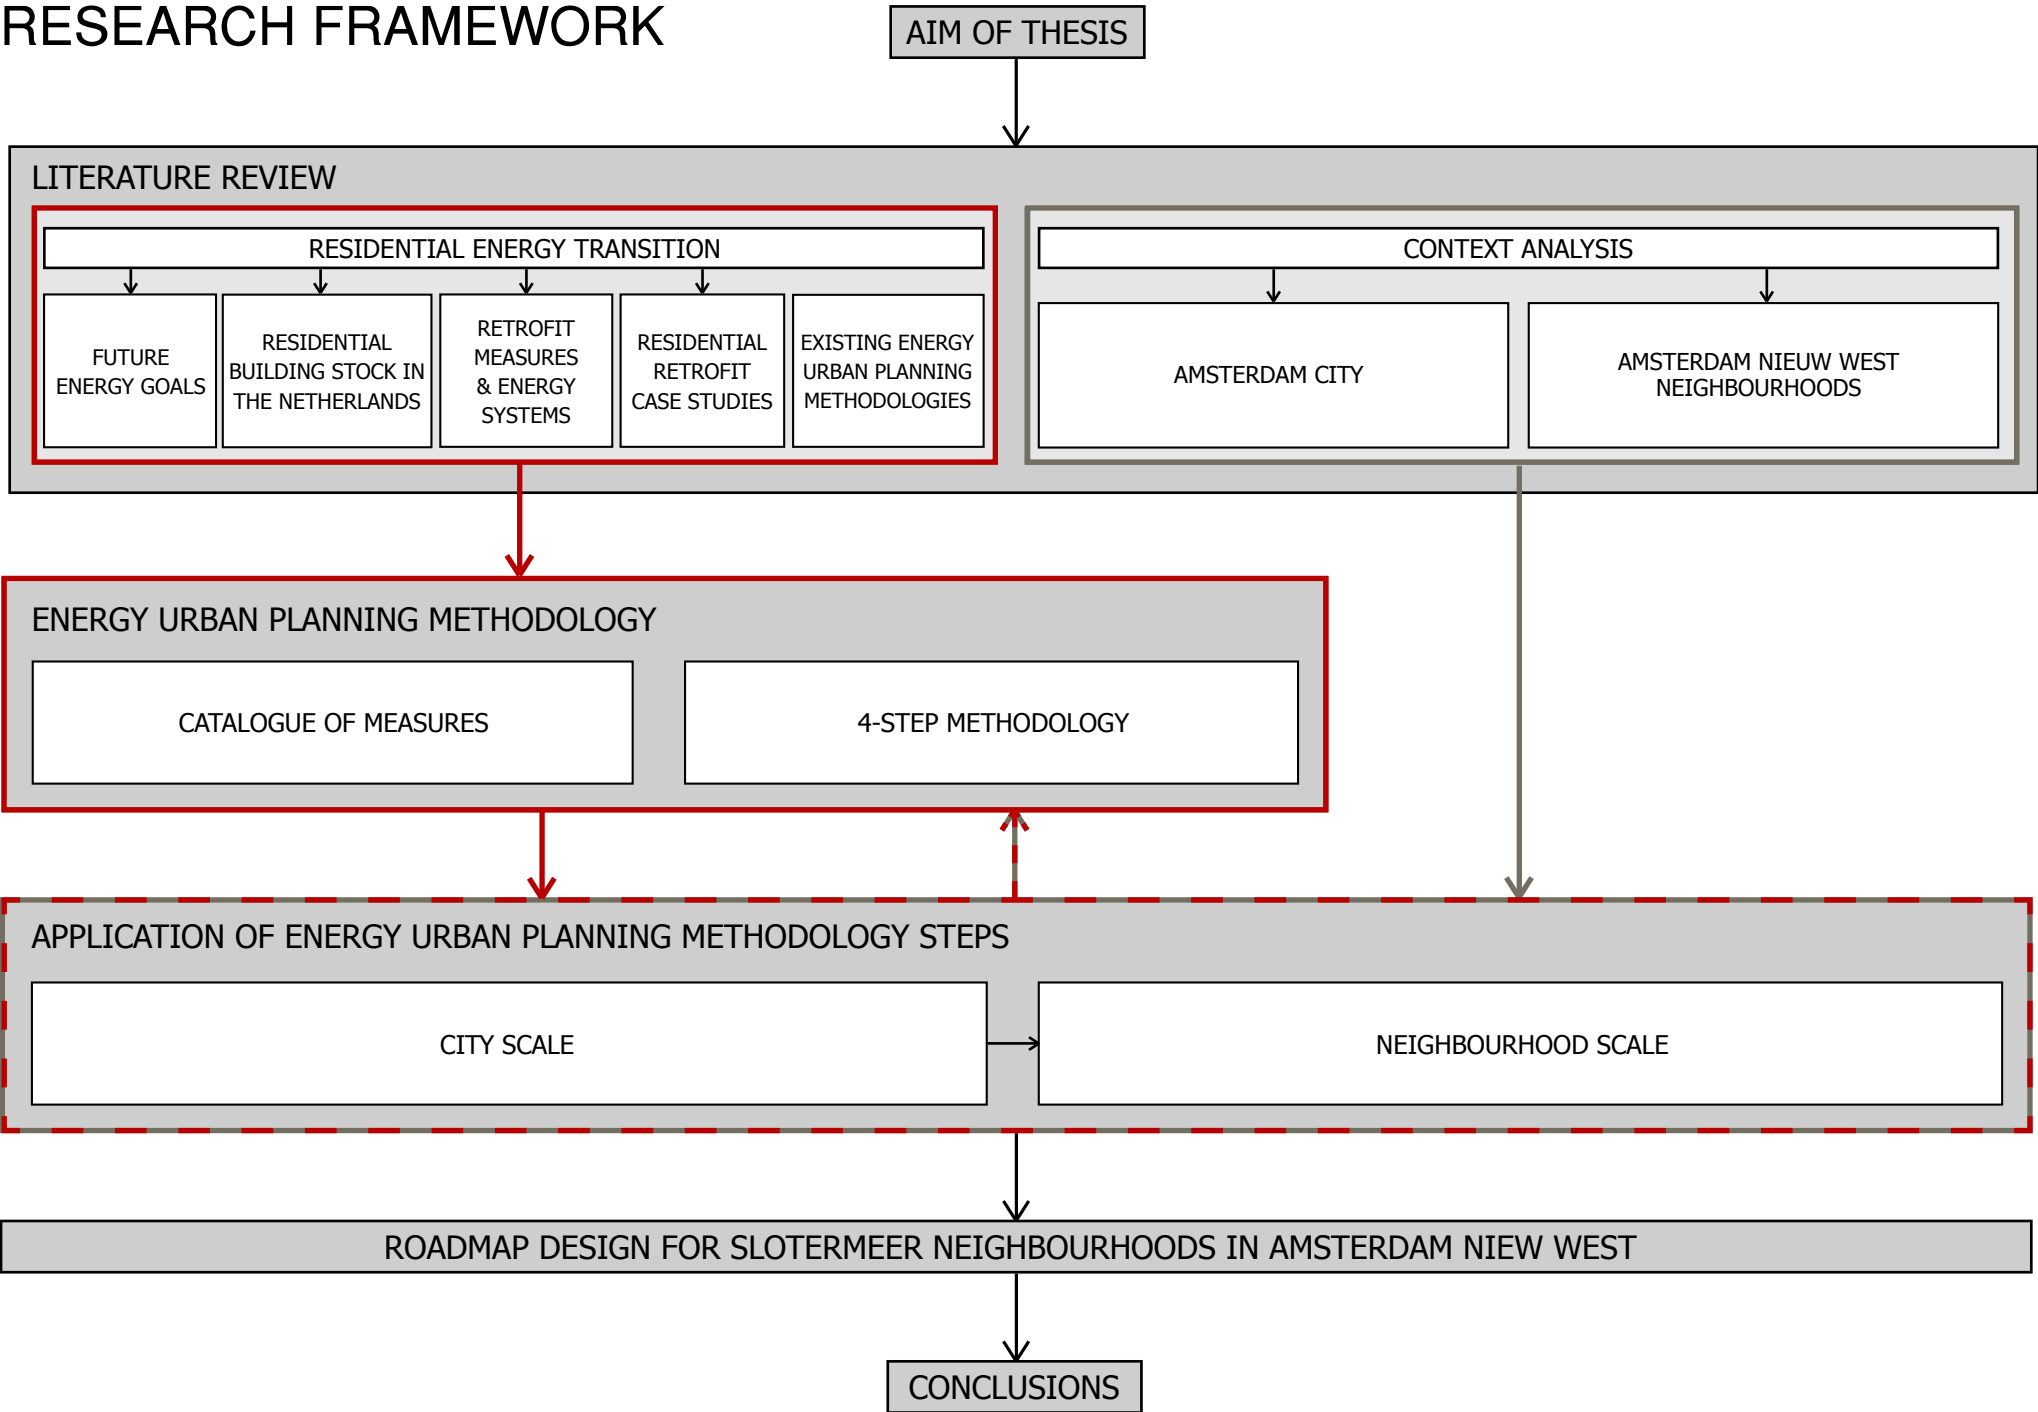 RESEARCH FRAMEWORK
AIM OF THESIS
LITERATURE REVIEW
RESIDENTIAL ENERGY TRANSITION
FUTURE
ENERGY GOALS
RESIDENTIAL
BUILDING STOCK IN
THE NETHERLANDS
RETROFIT
MEASURES
& ENERGY
SYSTEMS
RESIDENTIAL
RETROFIT
CASE STUDIES
EXISTING ENERGY
URBAN PLANNING
METHODOLOGIES
CONTEXT ANALYSIS
AMSTERDAM CITY
AMSTERDAM NIEUW WEST
NEIGHBOURHOODS
ENERGY URBAN PLANNING METHODOLOGY
CATALOGUE OF MEASURES
4-STEP METHODOLOGY
APPLICATION OF ENERGY URBAN PLANNING METHODOLOGY STEPS
CITY SCALE
NEIGHBOURHOOD SCALE
ROADMAP DESIGN FOR SLOTERMEER NEIGHBOURHOODS IN AMSTERDAM NIEW WEST
CONCLUSIONS